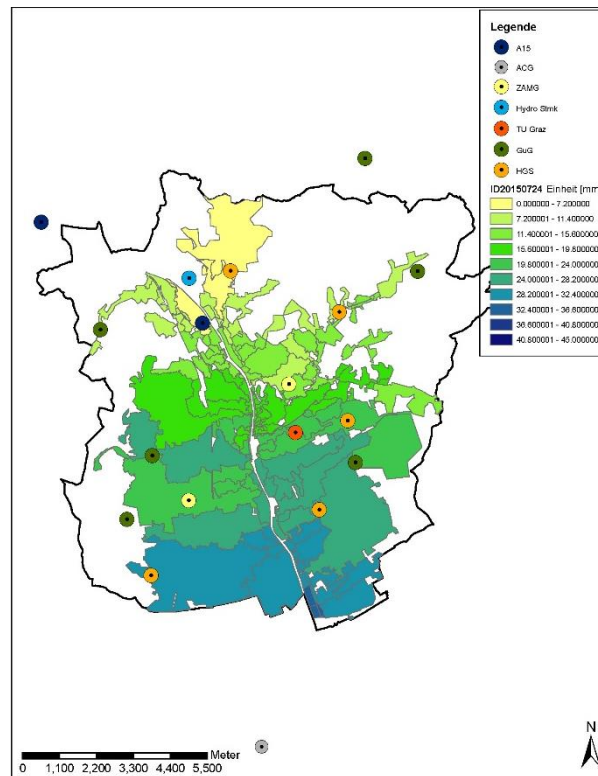 Legende
A15
ACG
ZAMG
Hydro Stmk
TU Graz
GuG
HGS
ID20150724 Einheit [mm
0.000000 - 7.200000
7.200001 - 11.400000
11.400001 - 15.600000
15.600001 - 19.800000
19.800001 - 24.000000
24.000001 - 28.200000
28.200001 - 32.400000
32.400001 - 36.600000
36.600001 - 40.800000
40.800001 - 45.000000
N
Meter
0 1,100 2,200 3,300 4,400 5,500